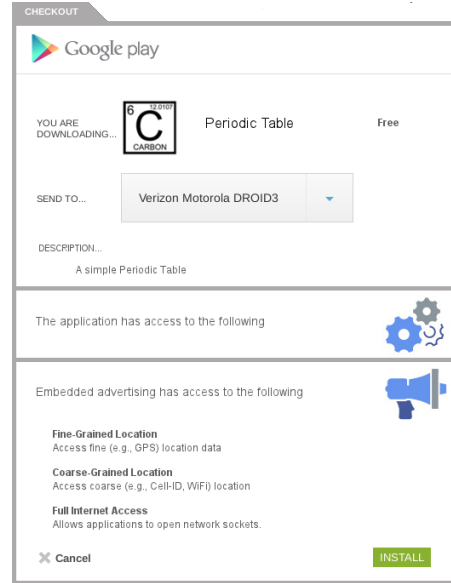 CHECKOUT
Google play
YOU ARE
DOWNLOADING...
6 12.0107
C
CARBON
Periodic Table
Free
SEND TO...
Verizon Motorola DROID3
DESCRIPTION...
A simple Periodic Table
The application has access to the following
Embedded advertising has access to the following
Fine-Grained Location
Access fine (e.g., GPS) location data
Coarse-Grained Location
Access coarse (e.g., Cell-ID, WiFi) location
Full Internet Access
Allows applications to open network sockets.
Cancel
INSTALL